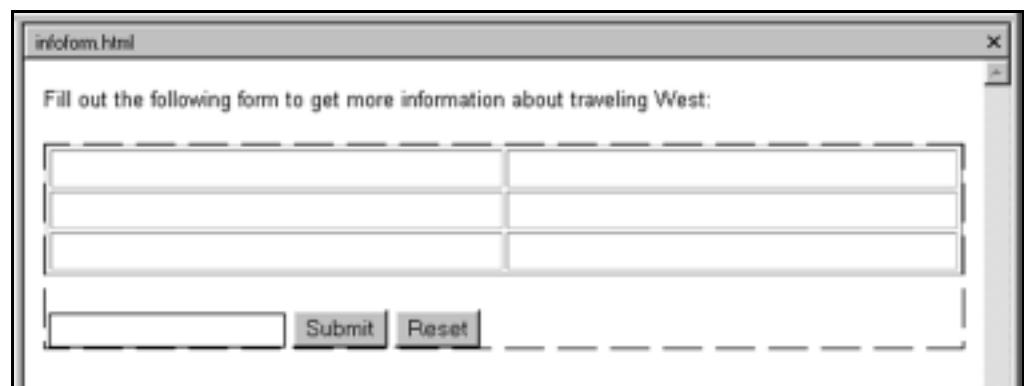 infoform.html
Fill out the following form to get more information about traveling West:
Submit Reset